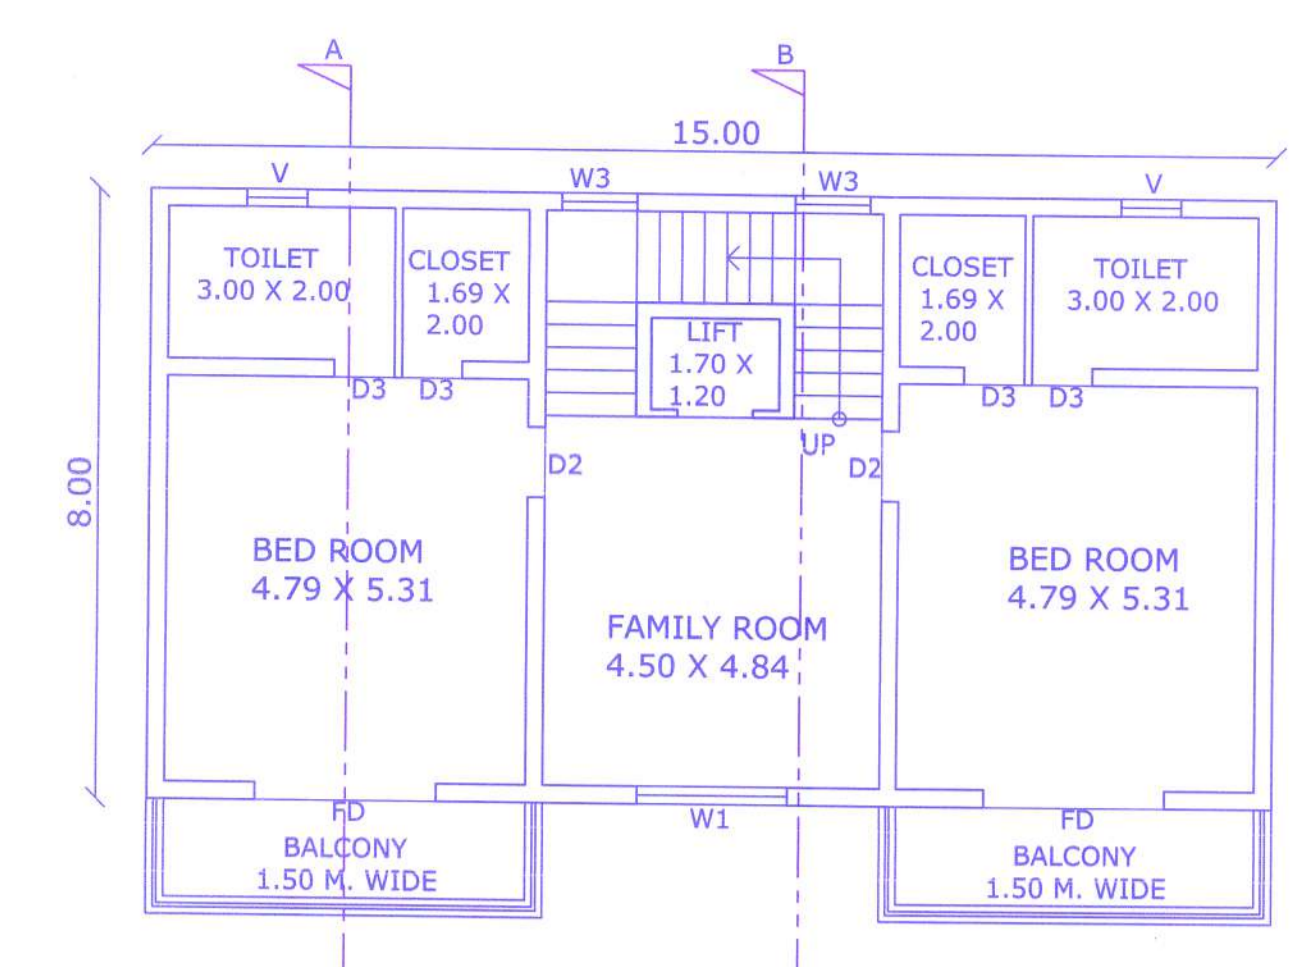 A
B
15.00
V
W3
W3
V
TOILET
3.00 X 2.00
CLOSET
1.69 X
2.00
LIFT
1.70 X
1.20
CLOSET
1.69 X
2.00
TOILET
3.00 X 2.00
D3
D3
D3
D3
UP
D2
D2
8.00
BED ROOM
4.79 X 5.31
FAMILY ROOM
4.50 X 4.84
BED ROOM
4.79 X 5.31
FD
W1
FD
BALCONY
1.50 M. WIDE
BALCONY
1.50 M. WIDE